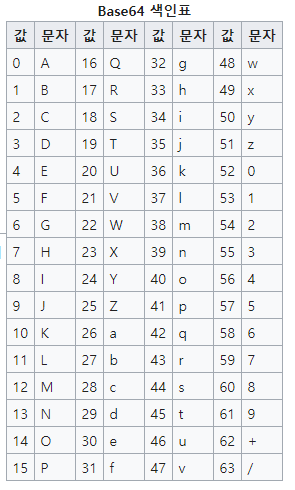 Base64 색인표
값 문자 값 문자 값 문자 값 문자
0 A 16 Q 32 g 48 w
1 B 17 R 33 h 49 x
2 C 18 S 34 i 50 y
3 D 19 T 35 j 51 z
4 E 20 U 36 k 52 0
5 F 21 V 37 l 53 1
6 G 22 W 38 m 54 2
7 H 23 X 39 n 55 3
8 I 24 Y 40 o 56 4
9 J 25 Z 41 p 57 5
10 K 26 a 42 q 58 6
11 L 27 b 43 r 59 7
12 M 28 c 44 s 60 8
13 N 29 d 45 t 61 9
14 O 30 e 46 u 62 +
15 P 31 f 47 v 63 /